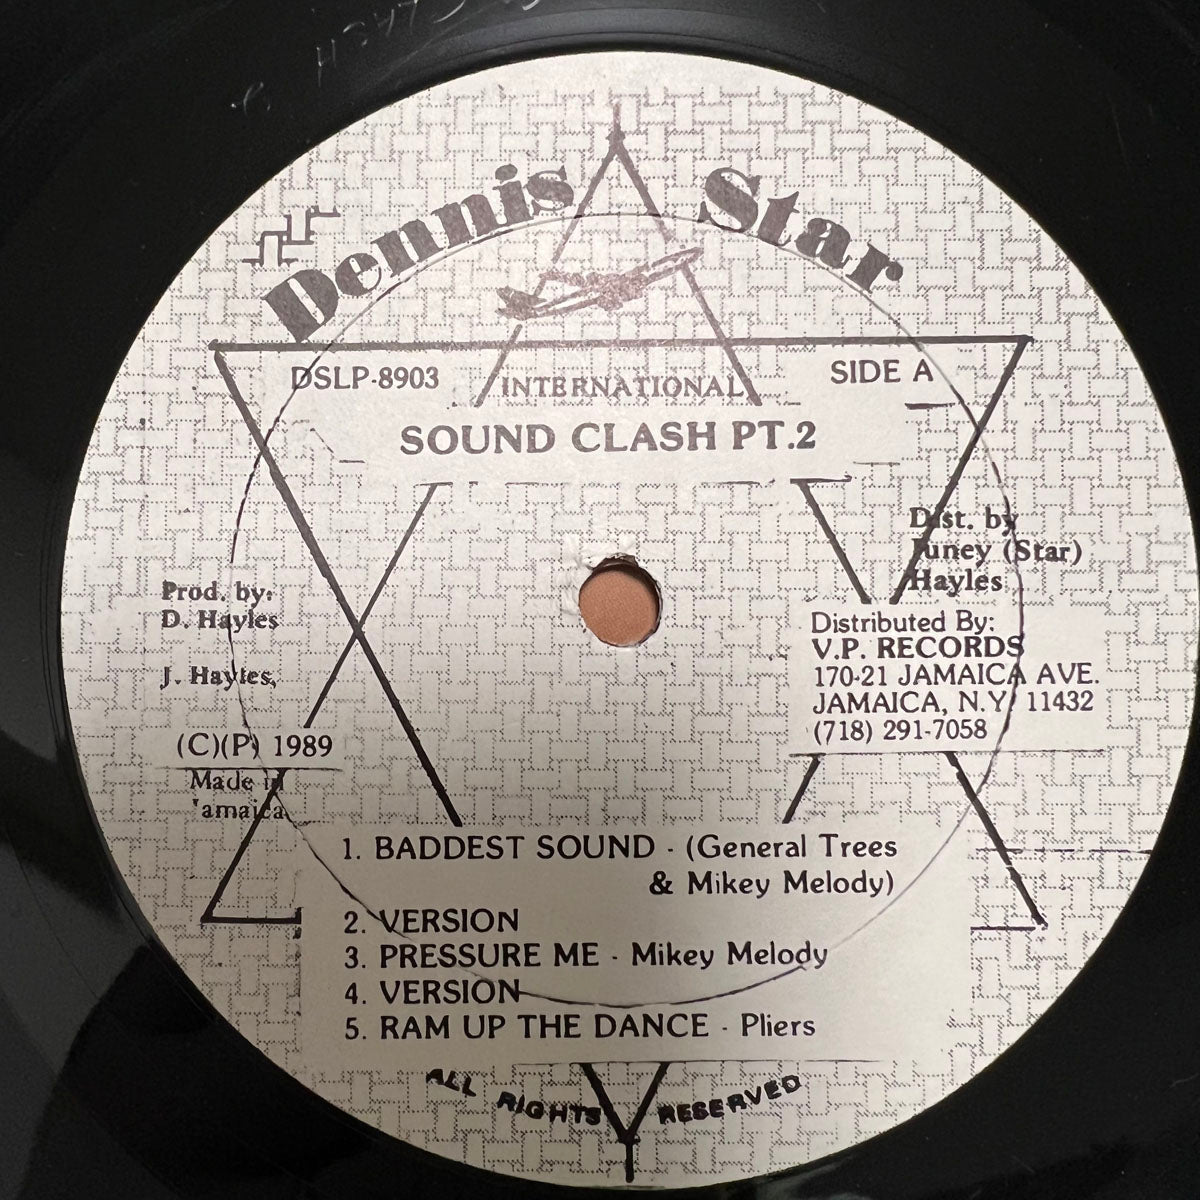 Dennis Star
DSLP-8903
INTERNATIONAL
SIDE A
SOUND CLASH PT.2
Dist. by
Juney (Star)
Hayles
Prod. by:
D. Hayles
J. Hayles,
Distributed By:
V.P. RECORDS
170-21 JAMAICA AVE.
JAMAICA, N.Y. 11432
(718) 291-7058
(C)(P) 1989
Made in
'amaica
1. BADDEST SOUND - (General Trees
& Mikey Melody)
2. VERSION
3. PRESSURE ME - Mikey Melody
4. VERSION
5. RAM UP THE DANCE - Pliers
ALL RIGHTS RESERVED